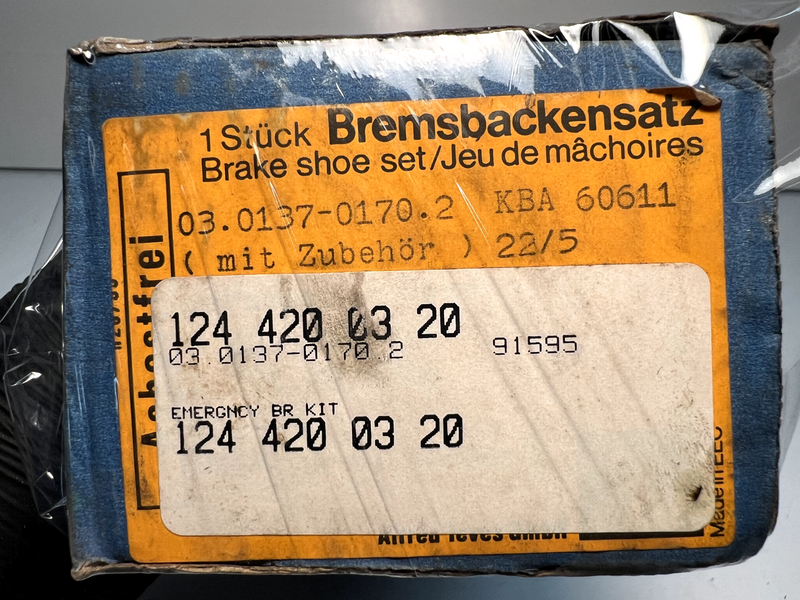 1 Stück Bremsbackensatz
Brake shoe set/Jeu de mâchoires
03.0137-0170.2 KBA 60611
( mit Zubehör ) 22/5
Asbestfrei
124 420 03 20
03.0137-0170.2 91595
EMERGNCY BR KIT
124 420 03 20
Alfred Teves GmbH
Made in EEC